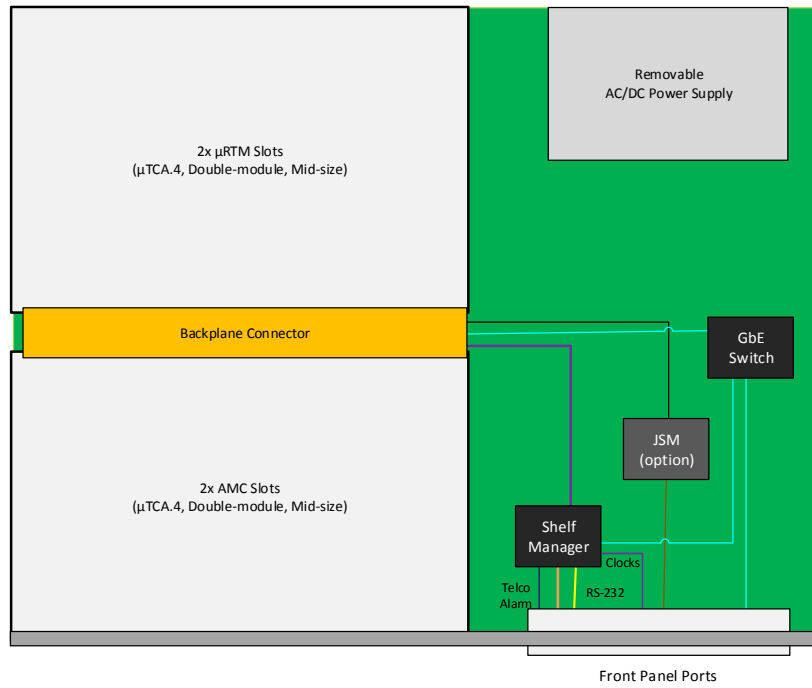 Removable
AC/DC Power Supply
2x µRTM Slots
(µTCA.4, Double-module, Mid-size)
Backplane Connector
GbE
Switch
JSM
(option)
2x AMC Slots
(µTCA.4, Double-module, Mid-size)
Shelf
Manager
Clocks
Telco
Alarm
RS-232
Front Panel Ports